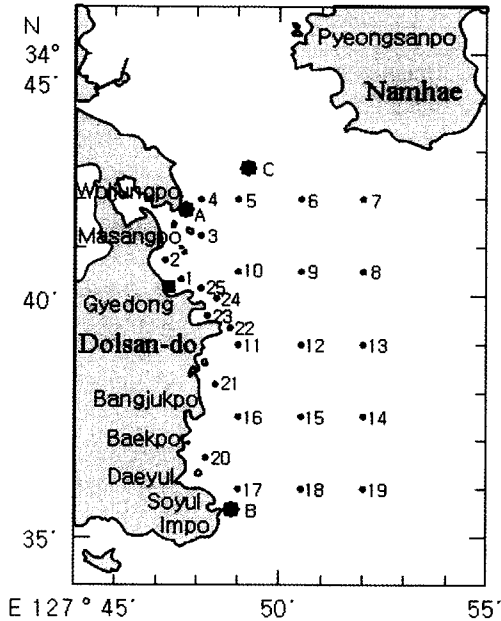 N
34°
45′
Pyeongsanpo
Namhae
C
Wolhungpo
4 5 6 7
A
Masangpo
3
2
10 9 8
1
25
40′
24
Gyedong
23
22
Dolsan-do
11 12 13
21
Bangjukpo
16 15 14
Baekpo
20
Daeyul
17 18 19
Soyul
B
Impo
35′
E 127° 45′ 50′ 55′